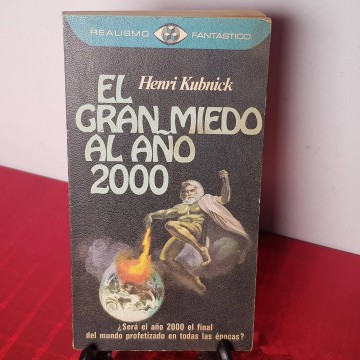 REALISMO FANTASTICO
Henri Kubnick
EL
GRAN MIEDO
AL AÑO
2000
¿Será el año 2000 el final
del mundo profetizado en todas las épocas?